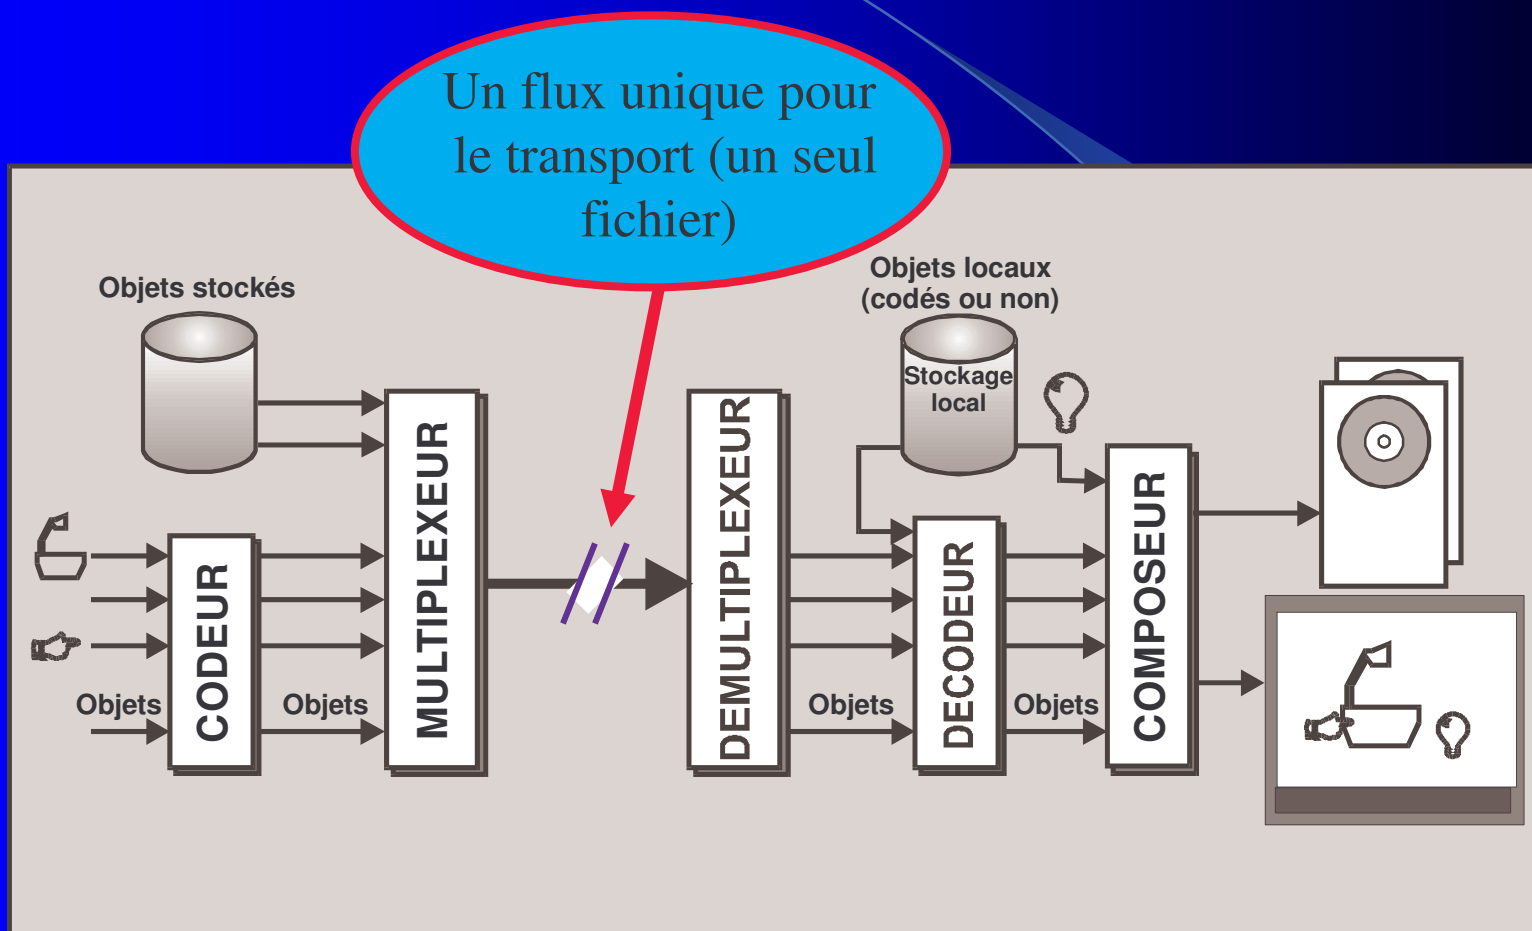 Un flux unique pour
le transport (un seul
fichier)
Objets stockés
Objets locaux
(codés ou non)
Stockage
local
CODEUR
MULTIPLEXEUR
DEMULTIPLEXEUR
DECODEUR
COMPOSEUR
Objets
Objets
Objets
Objets